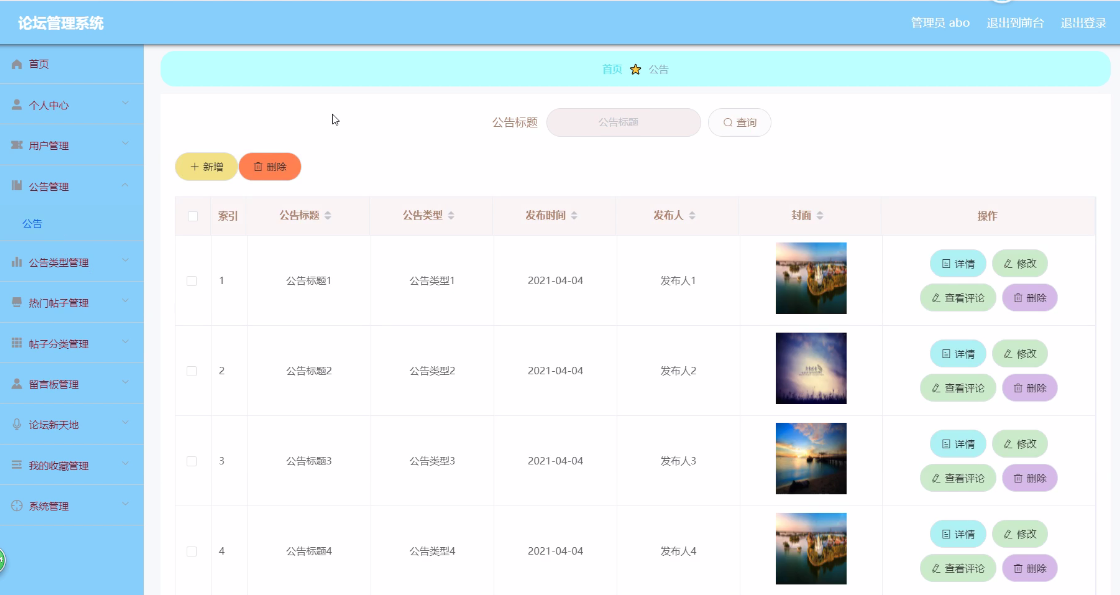 论坛管理系统
管理员 abo 退出到前台 退出登录
首页
个人中心
用户管理
公告管理
公告
公告类型管理
热门帖子管理
帖子分类管理
留言板管理
论坛新天地
我的收藏管理
系统管理
首页 公告
公告标题 公告标题 查询
新增 删除
索引 公告标题 公告类型 发布时间 发布人 封面 操作
1 公告标题1 公告类型1 2021-04-04 发布人1 详情 修改
查看评论 删除
2 公告标题2 公告类型2 2021-04-04 发布人2 详情 修改
查看评论 删除
3 公告标题3 公告类型3 2021-04-04 发布人3 详情 修改
查看评论 删除
4 公告标题4 公告类型4 2021-04-04 发布人4 详情 修改
查看评论 删除